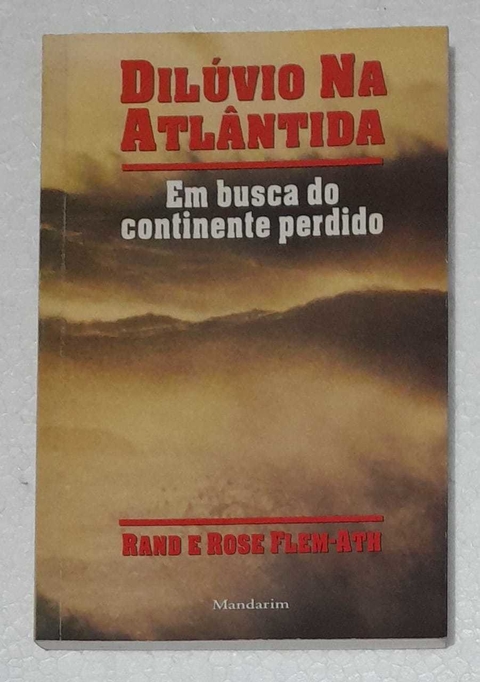 DILÚVIO NA
ATLÂNTIDA
Em busca do
continente perdido
RAND E ROSE FLEM-ATH
Mandarim